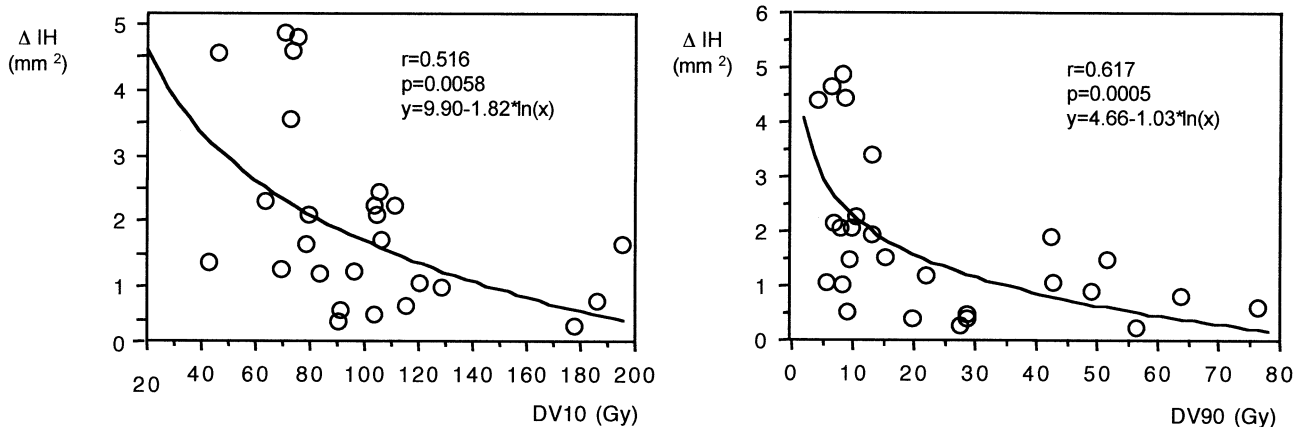 Δ IH
(mm 2)
5
4
3
2
1
0
r=0.516
p=0.0058
y=9.90-1.82*ln(x)
20 40 60 80 100 120 140 160 180 200
DV10 (Gy)
Δ IH
(mm 2)
6
5
4
3
2
1
0
r=0.617
p=0.0005
y=4.66-1.03*ln(x)
0 10 20 30 40 50 60 70 80
DV90 (Gy)